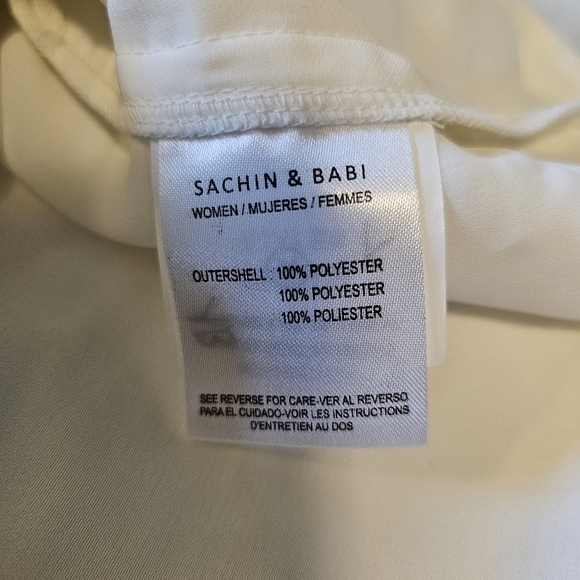 SACHIN & BABI
WOMEN / MUJERES / FEMMES
OUTERSHELL : 100% POLYESTER
100% POLYESTER
100% POLIESTER
SEE REVERSE FOR CARE-VER AL REVERSO
PARA EL CUIDADO-VOIR LES INSTRUCTIONS
D'ENTRETIEN AU DOS